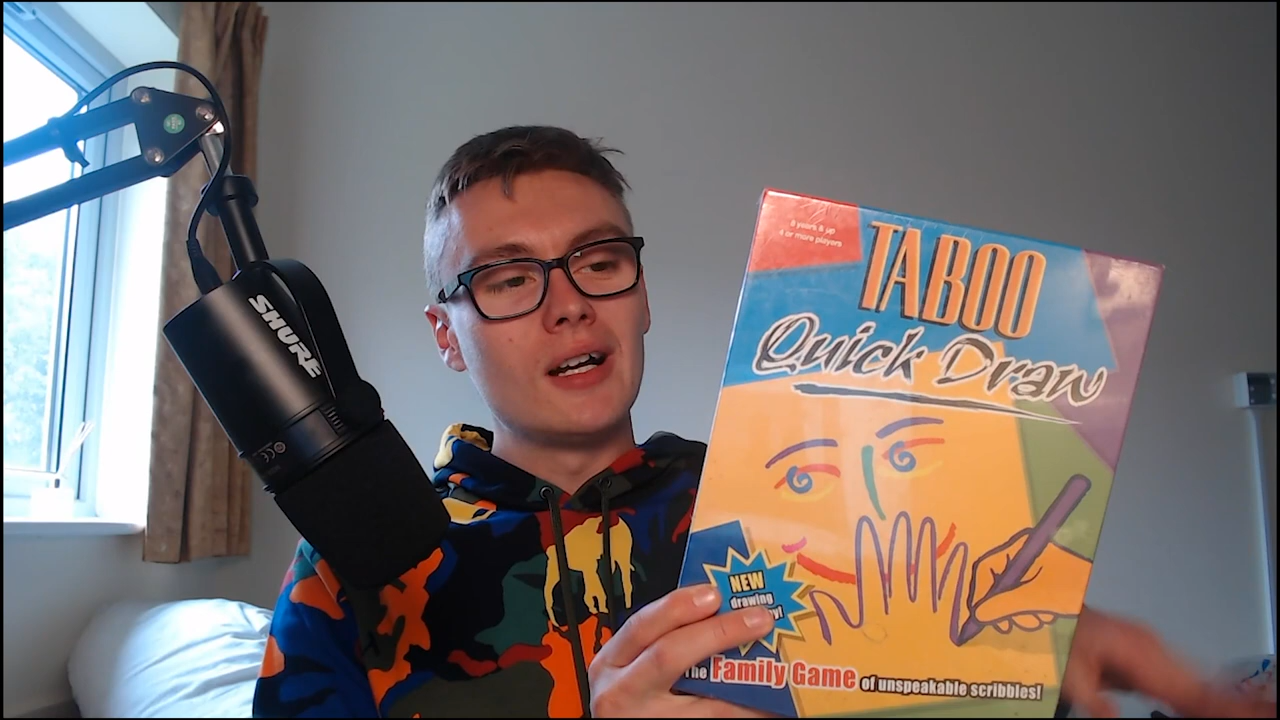 SHURE
CE
8 years & up
4 or more players
TABOO
Quick Draw
NEW
drawing
The Family Game of unspeakable scribbles!